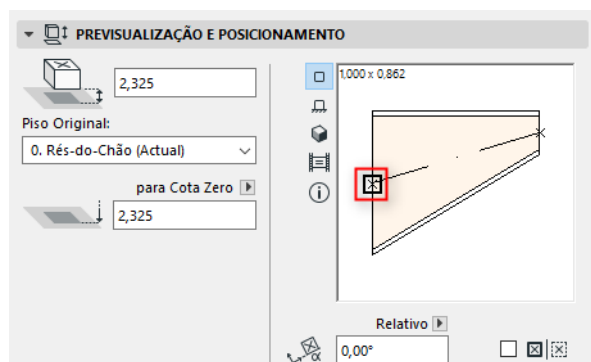 PREVISUALIZAÇÃO E POSICIONAMENTO
2,325
1,000 x 0,862
Piso Original:
0. Rés-do-Chão (Actual)
para Cota Zero
2,325
Relativo
α
0,00°